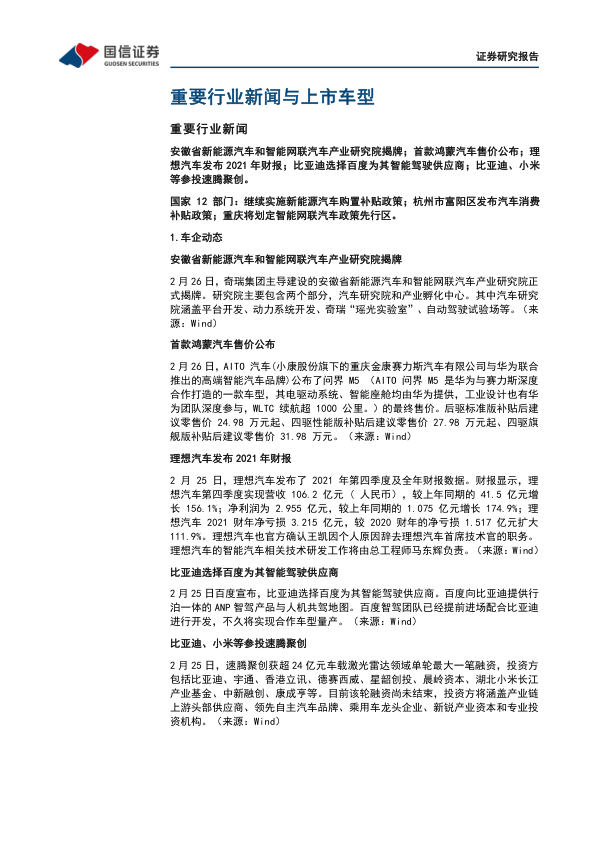 国信证券
GUOSEN SECURITIES
证券研究报告
重要行业新闻与上市车型
重要行业新闻
安徽省新能源汽车和智能网联汽车产业研究院揭牌；首款鸿蒙汽车售价公布；理
想汽车发布2021年财报；比亚迪选择百度为其智能驾驶供应商；比亚迪、小米
等参投速腾聚创。
国家 12 部门：继续实施新能源汽车购置补贴政策；杭州市富阳区发布汽车消费
补贴政策；重庆将划定智能网联汽车政策先行区。
1.车企动态
安徽省新能源汽车和智能网联汽车产业研究院揭牌
2月26日，奇瑞集团主导建设的安徽省新能源汽车和智能网联汽车产业研究院正
式揭牌。研究院主要包含两个部分，汽车研究院和产业孵化中心。其中汽车研究
院涵盖平台开发、动力系统开发、奇瑞“瑶光实验室”、自动驾驶试验场等。（来
源：Wind）
首款鸿蒙汽车售价公布
2月26日，AITO 汽车(小康股份旗下的重庆金康赛力斯汽车有限公司与华为联合
推出的高端智能汽车品牌)公布了问界 M5 （AITO 问界 M5 是华为与赛力斯深度
合作打造的一款车型，其电驱动系统、智能座舱均由华为提供，工业设计也有华
为团队深度参与，WLTC 续航超 1000 公里。）的最终售价。后驱标准版补贴后建
议零售价 24.98 万元起、四驱性能版补贴后建议零售价 27.98 万元起、四驱旗
舰版补贴后建议零售价 31.98 万元。（来源：Wind）
理想汽车发布2021年财报
2 月 25 日，理想汽车发布了 2021 年第四季度及全年财报数据。财报显示，理
想汽车第四季度实现营收 106.2 亿元（ 人民币），较上年同期的 41.5 亿元增
长 156.1%；净利润为 2.955 亿元，较上年同期的 1.075 亿元增长 174.9%；理
想汽车 2021 财年净亏损 3.215 亿元，较 2020 财年的净亏损 1.517 亿元扩大
111.9%。理想汽车也官方确认王凯因个人原因辞去理想汽车首席技术官的职务。
理想汽车的智能汽车相关技术研发工作将由总工程师马东辉负责。（来源：Wind）
比亚迪选择百度为其智能驾驶供应商
2月25日百度宣布，比亚迪选择百度为其智能驾驶供应商。百度向比亚迪提供行
泊一体的ANP智驾产品与人机共驾地图。百度智驾团队已经提前进场配合比亚迪
进行开发，不久将实现合作车型量产。（来源：Wind）
比亚迪、小米等参投速腾聚创
2月25日，速腾聚创获超24亿元车载激光雷达领域单轮最大一笔融资，投资方
包括比亚迪、宇通、香港立讯、德赛西威、星韶创投、晨岭资本、湖北小米长江
产业基金、中新融创、康成亨等。目前该轮融资尚未结束，投资方将涵盖产业链
上游头部供应商、领先自主汽车品牌、乘用车龙头企业、新锐产业资本和专业投
资机构。（来源：Wind）